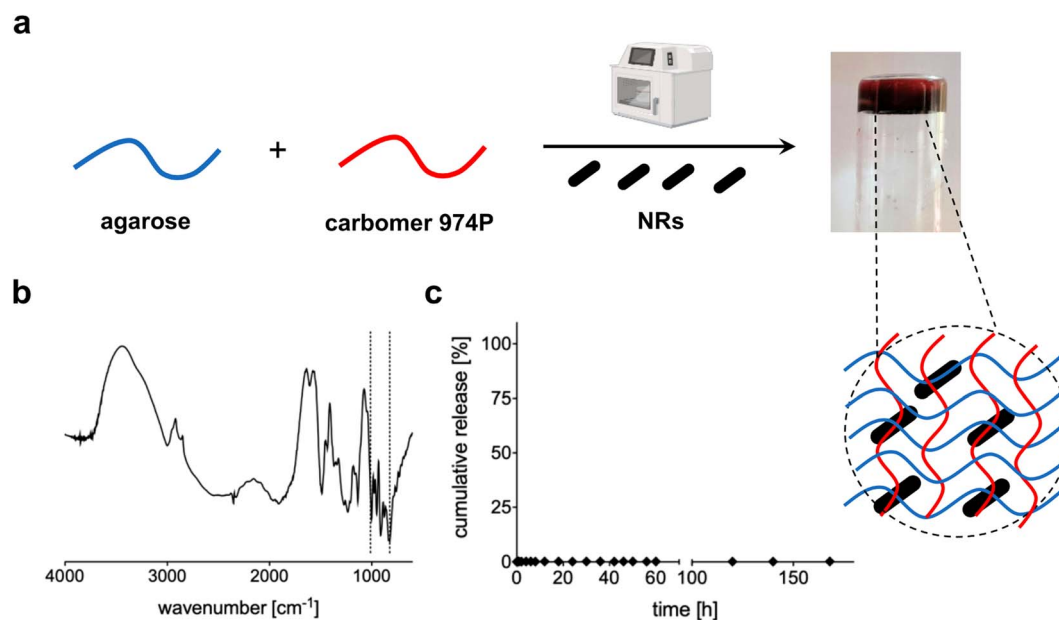 a
+
agarose
carbomer 974P
NRs
b
c
4000
3000
2000
1000
wavenumber [cm-1]
cumulative release [%]
100
75
50
25
0
0
20
40
60
100
150
time [h]